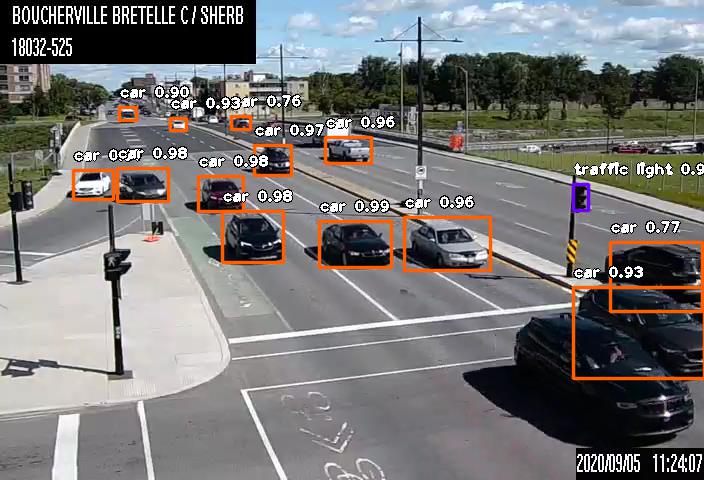 BOUCHERVILLE BRETELLE C / SHERB
18032-525
car 0.90
car 0.93
car 0.76
car 0.97
car 0.96
car 0.98
car 0.98
traffic light 0.9
car 0.98
car 0.99
car 0.96
car 0.77
car 0.93
2020/09/05 11:24:07